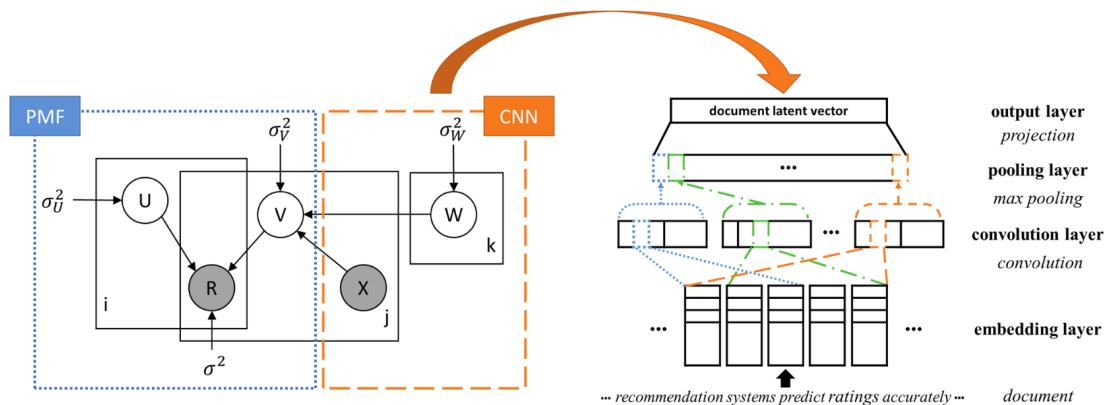 PMF
CNN
σ_V^2
σ_W^2
σ_U^2
U
V
W
k
R
X
i
j
σ^2
document latent vector
output layer
projection
...
pooling layer
max pooling
...
convolution layer
convolution
...
...
embedding layer
... recommendation systems predict ratings accurately ...
document